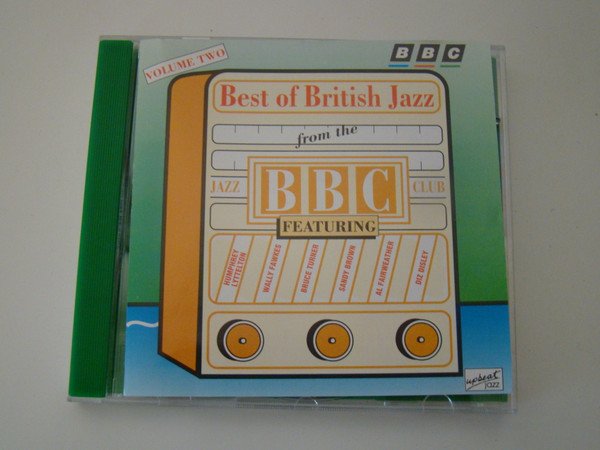 VOLUME TWO
BBC
Best of British Jazz
from the
JAZZ BBC CLUB
FEATURING
HUMPHREY
LYTTELTON
WALLY FAWKES
BRUCE TURNER
SANDY BROWN
AL FAIRWEATHER
DIZ DISLEY
upbeat
jazz